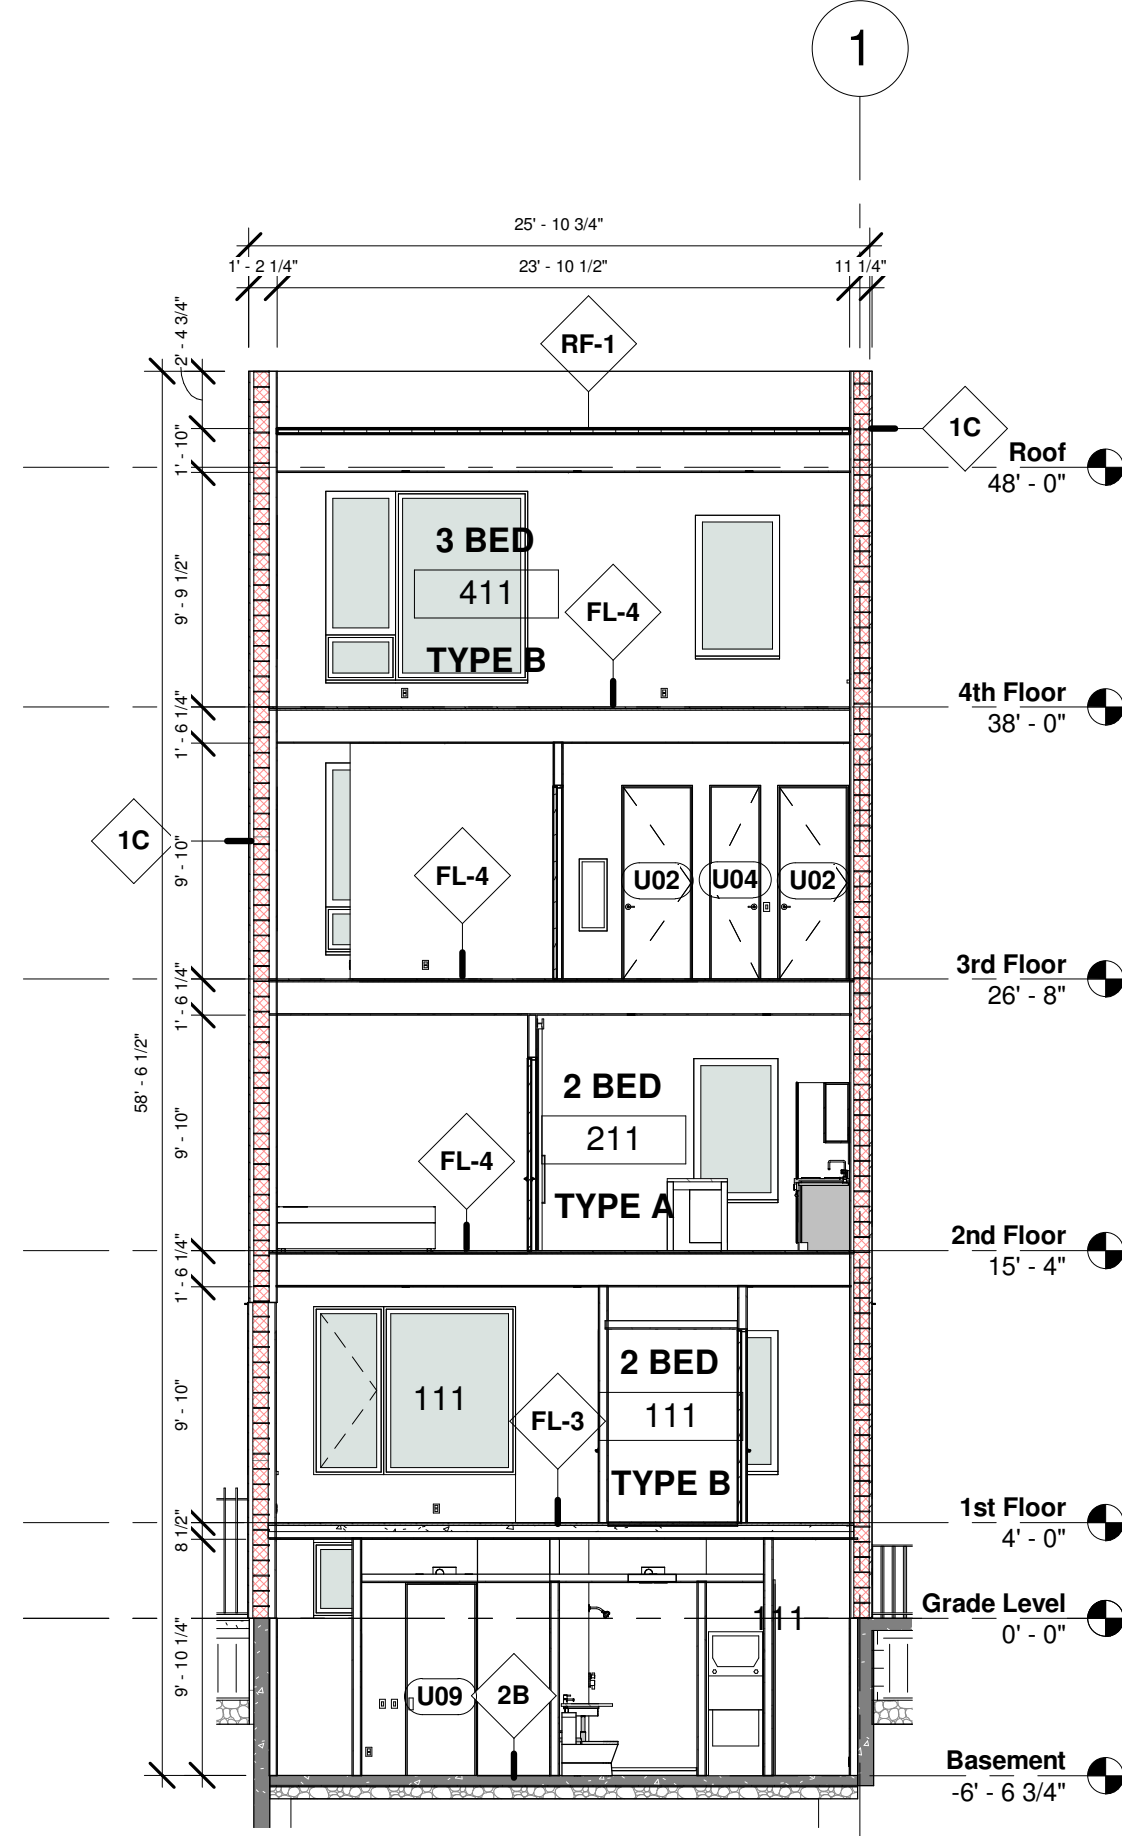 1
25' - 10 3/4"
1' - 2 1/4"
23' - 10 1/2"
11 1/4"
2' - 4 3/4"
RF-1
1C
1' - 10"
Roof
48' - 0"
3 BED
411
TYPE B
9' - 9 1/2"
FL-4
4th Floor
38' - 0"
1' - 6 1/4"
1C
9' - 10"
FL-4
U02
U04
U02
3rd Floor
26' - 8"
1' - 6 1/4"
58' - 6 1/2"
2 BED
211
TYPE A
9' - 10"
FL-4
2nd Floor
15' - 4"
1' - 6 1/4"
2 BED
111
TYPE B
111
9' - 10"
FL-3
1st Floor
4' - 0"
8 1/2"
Grade Level
0' - 0"
111
9' - 10 1/4"
U09
2B
Basement
-6' - 6 3/4"